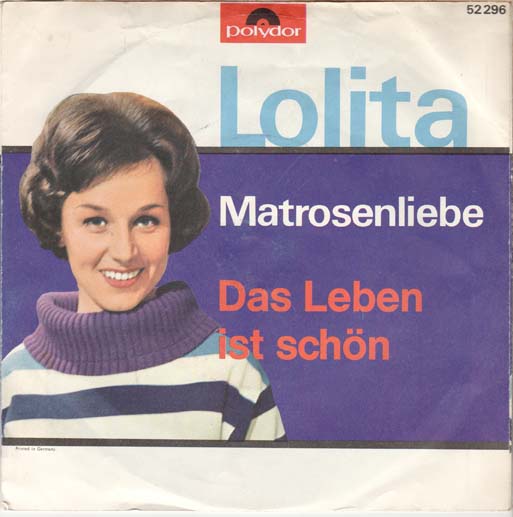 polydor
52 296
Lolita
Matrosenliebe
Das Leben
ist schön
Printed in Germany